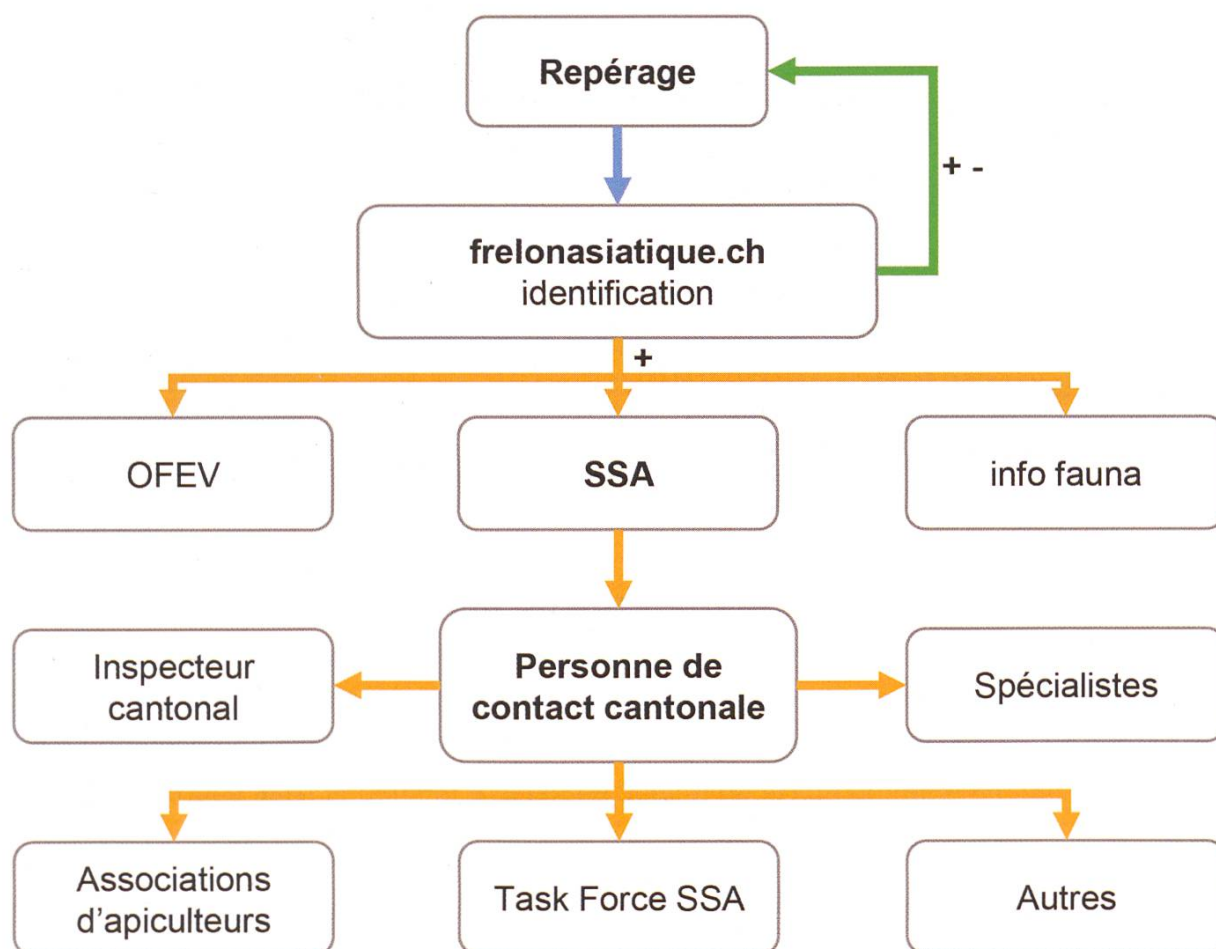 Repérage
+ -
frelonasiatique.ch
identification
+
OFEV
SSA
info fauna
Inspecteur
cantonal
Personne de
contact cantonale
Spécialistes
Associations
d'apiculteurs
Task Force SSA
Autres